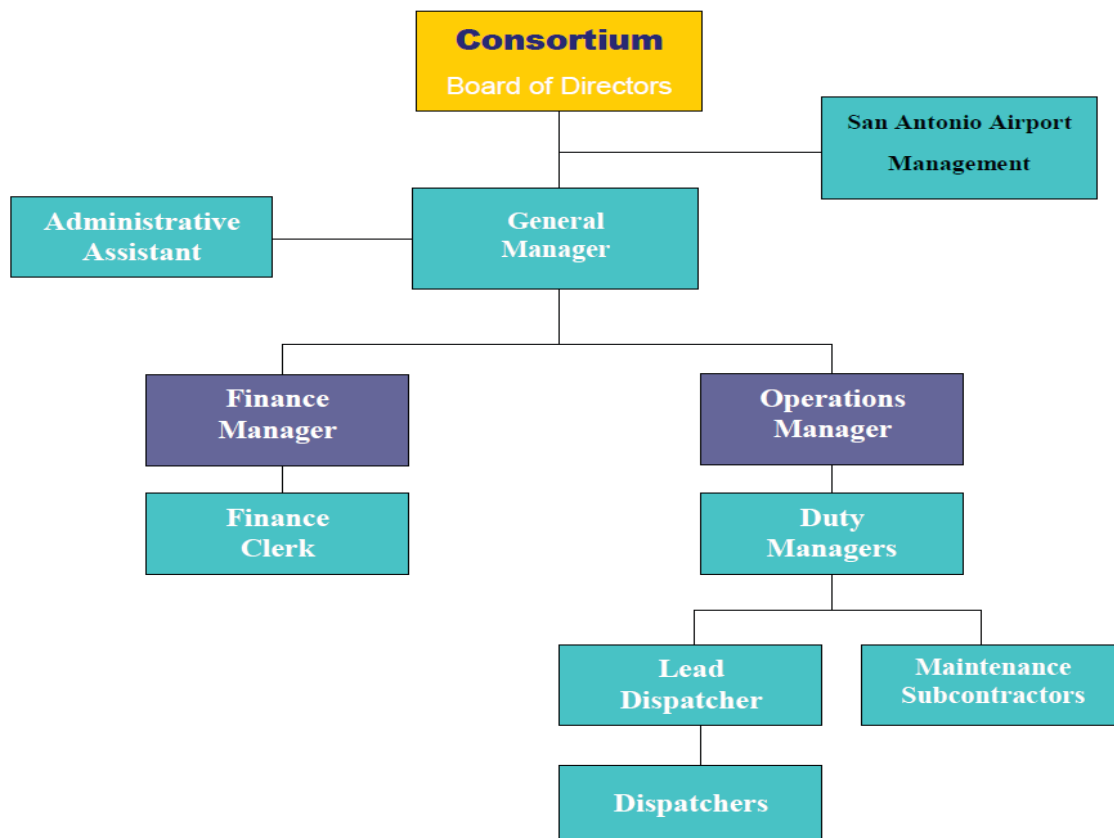 Consortium
Board of Directors
San Antonio Airport
Management
Administrative
Assistant
General
Manager
Finance
Manager
Operations
Manager
Finance
Clerk
Duty
Managers
Lead
Dispatcher
Maintenance
Subcontractors
Dispatchers